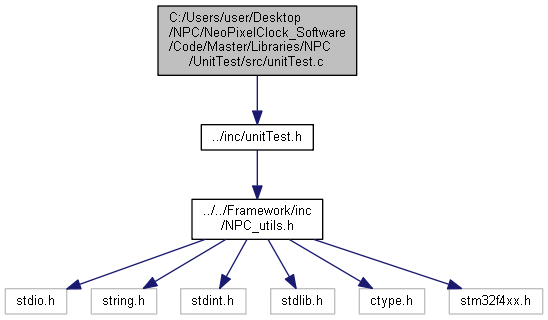 C:/Users/user/Desktop
/NPC/NeoPixelClock_Software
/Code/Master/Libraries/NPC
/UnitTest/src/unitTest.c
../inc/unitTest.h
../../Framework/inc
/NPC_utils.h
stdio.h
string.h
stdint.h
stdlib.h
ctype.h
stm32f4xx.h